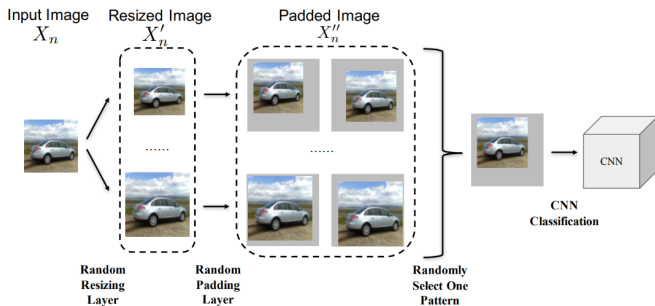 Input Image
Resized Image
Padded Image
Xₙ
X′ₙ
X″ₙ
......
......
CNN
CNN
Classification
Random
Resizing
Layer
Random
Padding
Layer
Randomly
Select One
Pattern